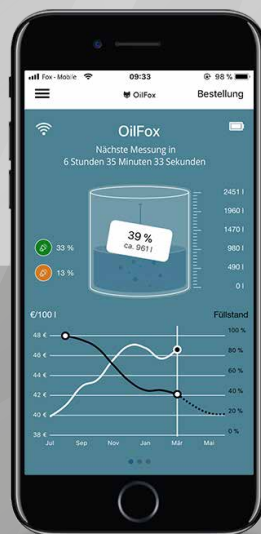 Fox - Mobile 09:33 98 %
OilFox Bestellung
OilFox
Nächste Messung in
6 Stunden 35 Minuten 33 Sekunden
2451 l
1960 l
1470 l
980 l
490 l
0 l
39 %
ca. 961 l
33 %
13 %
€/100 l Füllstand
48 € 100 %
46 € 80 %
44 € 60 %
42 € 40 %
40 € 20 %
38 € 0 %
Jul Sep Nov Jan Mär Mai